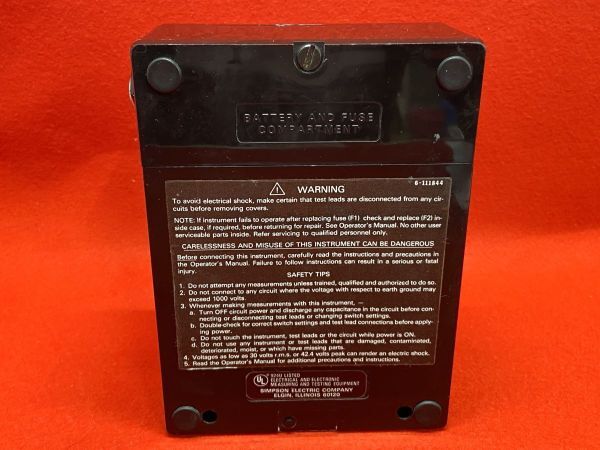 BATTERY AND FUSE
COMPARTMENT
6-111844
⚠ WARNING
To avoid electrical shock, make certain that test leads are disconnected from any cir-
cuits before removing covers.
NOTE: If instrument fails to operate after replacing fuse (F1) check and replace (F2) in-
side case, if required, before returning for repair. See Operator's Manual. No other user
serviceable parts inside. Refer servicing to qualified personnel only.
CARELESSNESS AND MISUSE OF THIS INSTRUMENT CAN BE DANGEROUS
Before connecting this instrument, carefully read the instructions and precautions in
the Operator's Manual. Failure to follow instructions can result in a serious or fatal
injury.
SAFETY TIPS
1. Do not attempt any measurements unless trained, qualified and authorized to do so.
2. Do not connect to any circuit where the voltage with respect to earth ground may
exceed 1000 volts.
3. Whenever making measurements with this instrument, —
a. Turn OFF circuit power and discharge any capacitance in the circuit before con-
necting or disconnecting test leads or changing switch settings.
b. Double-check for correct switch settings and test lead connections before apply-
ing power.
c. Do not touch the instrument, test leads or the circuit while power is ON.
d. Do not use any instrument or test leads that are damaged, contaminated,
deteriorated, moist, or which have missing parts.
4. Voltages as low as 30 volts r.m.s. or 42.4 volts peak can render an electric shock.
5. Read the Operator's Manual for additional precautions and instructions.
UL 924U LISTED
ELECTRICAL AND ELECTRONIC
MEASURING AND TESTING EQUIPMENT
SIMPSON ELECTRIC COMPANY
ELGIN, ILLINOIS 60120